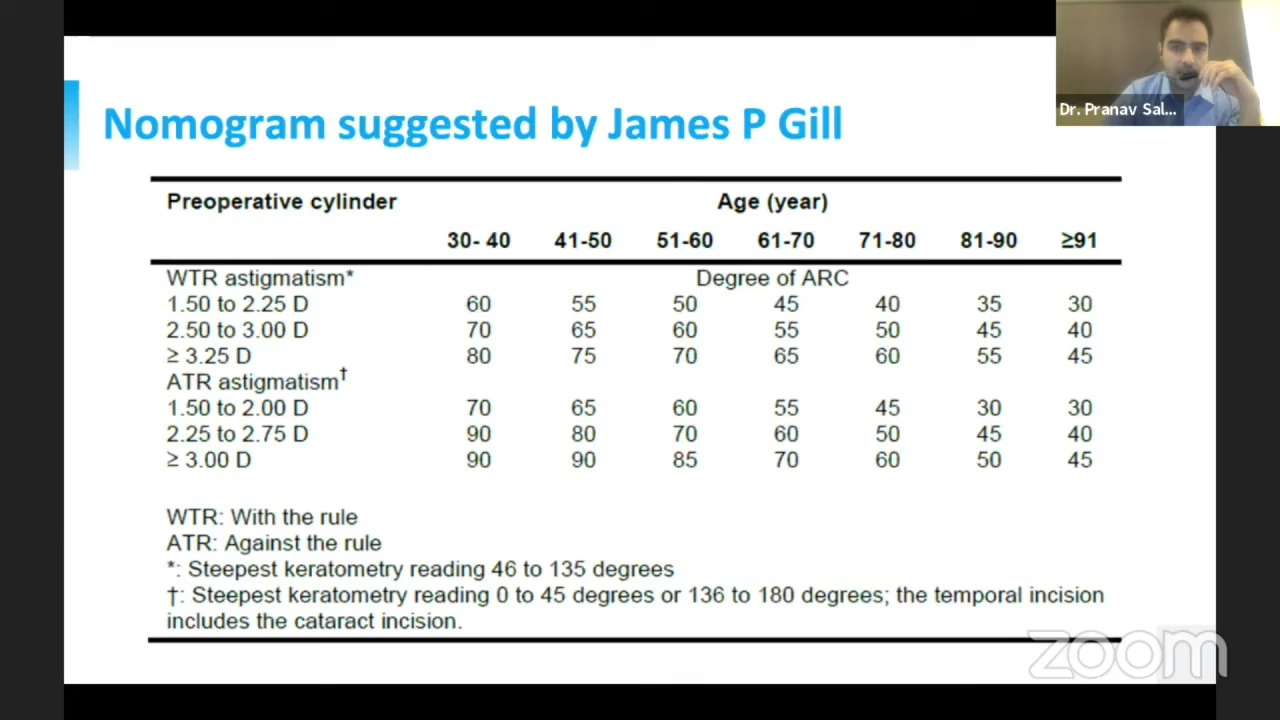 Nomogram suggested by James P Gill
Dr. Pranav Sal...
Preoperative cylinder Age (year)
30- 40 41-50 51-60 61-70 71-80 81-90 ≥91
WTR astigmatism* Degree of ARC
1.50 to 2.25 D 60 55 50 45 40 35 30
2.50 to 3.00 D 70 65 60 55 50 45 40
≥ 3.25 D 80 75 70 65 60 55 45
ATR astigmatism†
1.50 to 2.00 D 70 65 60 55 45 30 30
2.25 to 2.75 D 90 80 70 60 50 45 40
≥ 3.00 D 90 90 85 70 60 50 45
WTR: With the rule
ATR: Against the rule
*: Steepest keratometry reading 46 to 135 degrees
†: Steepest keratometry reading 0 to 45 degrees or 136 to 180 degrees; the temporal incision
includes the cataract incision.
zoom